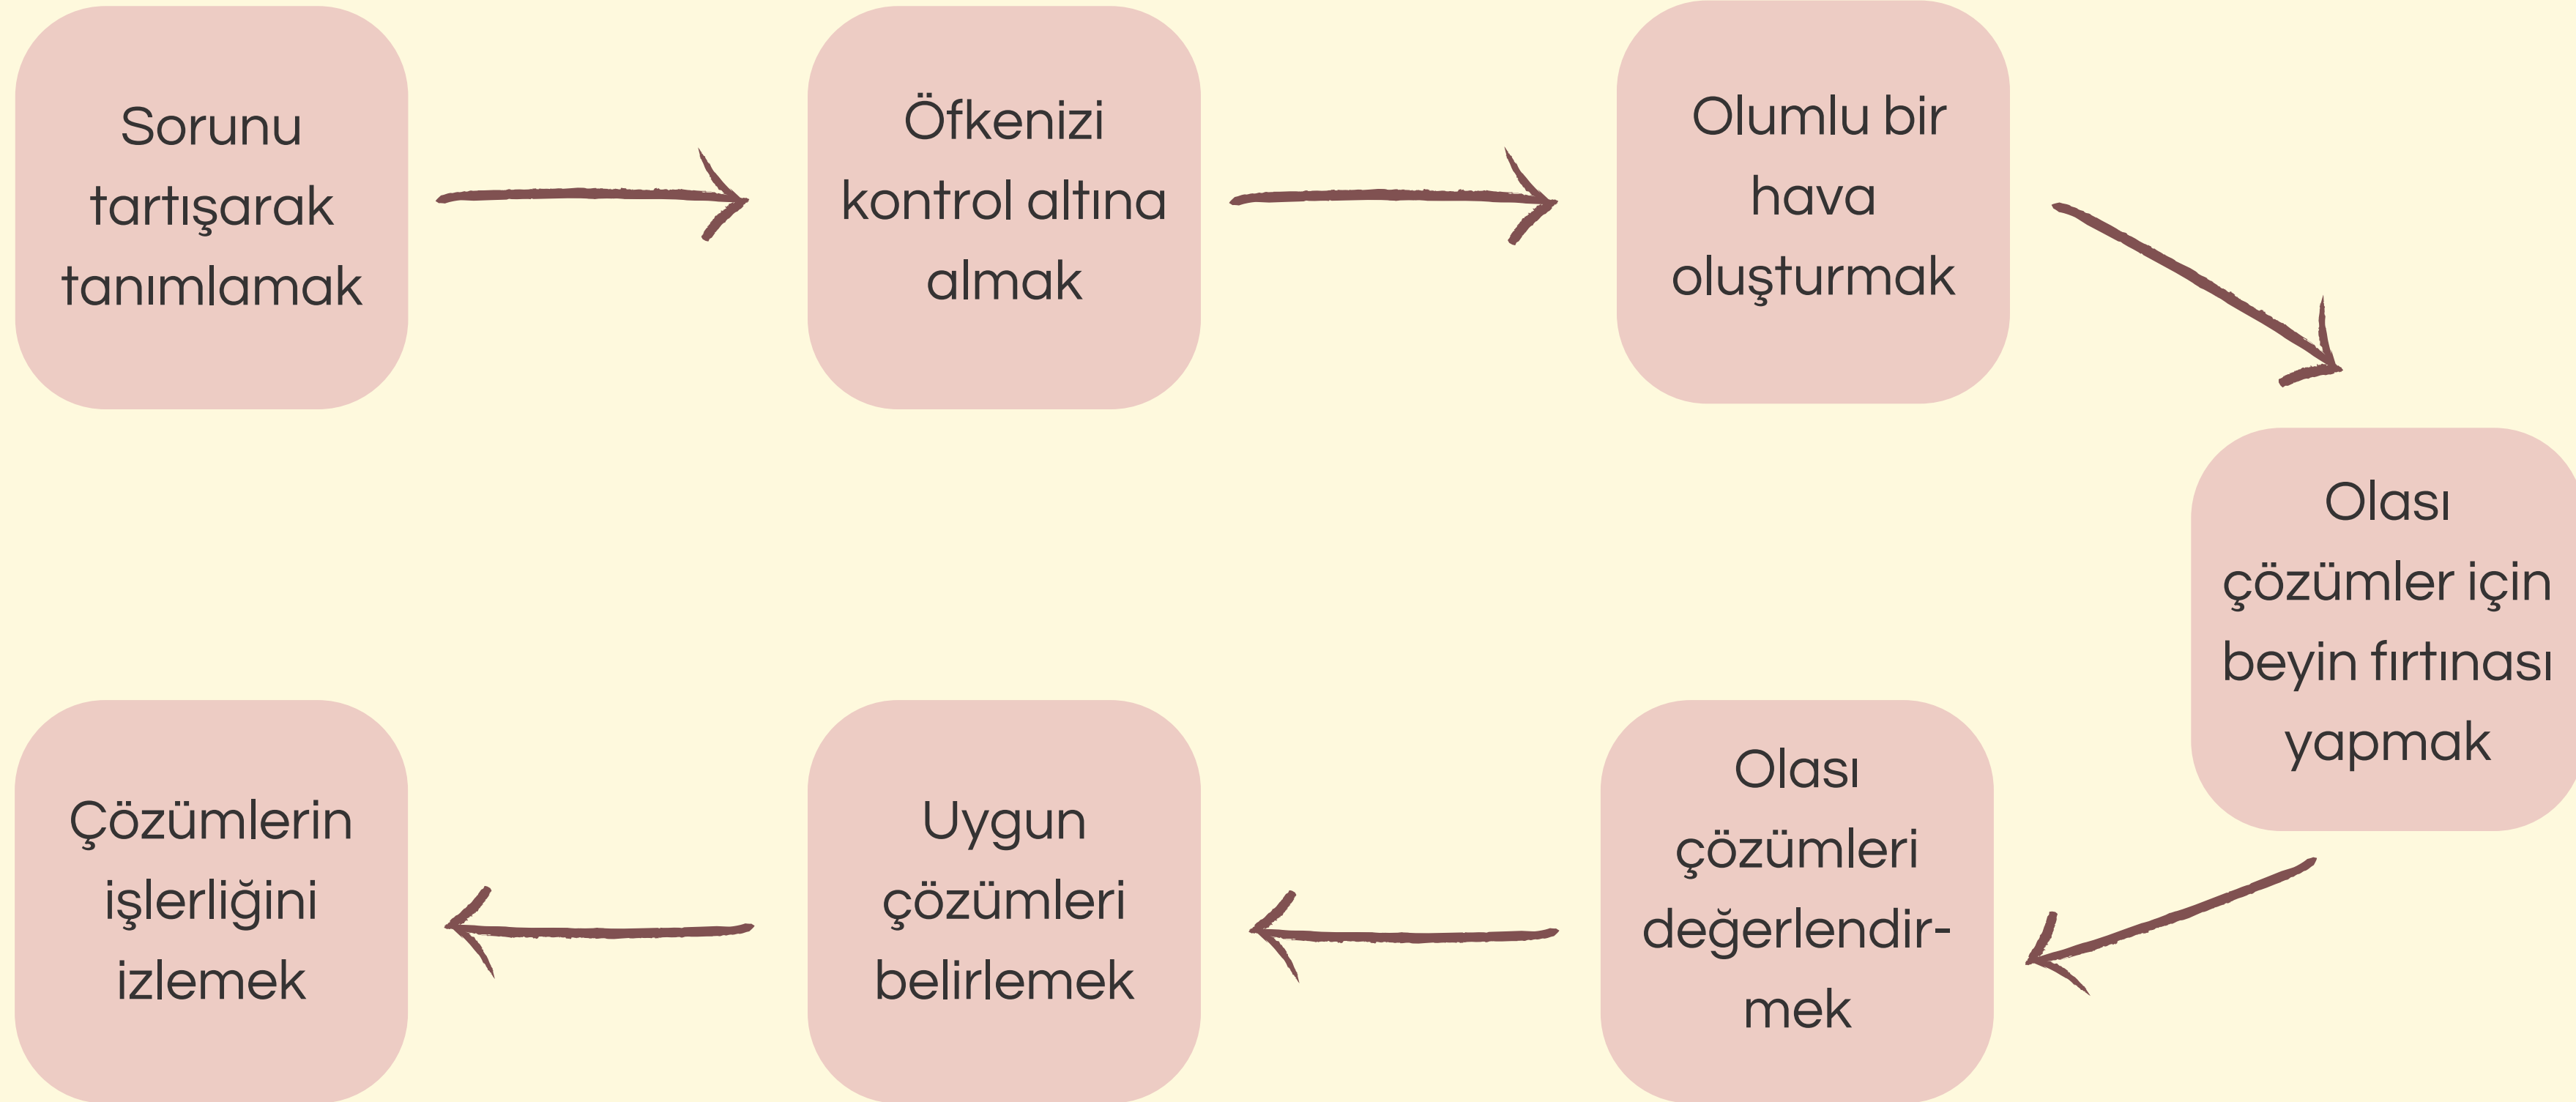 Sorunu
tartışarak
tanımlamak
Öfkenizi
kontrol altına
almak
Olumlu bir
hava
oluşturmak
Olası
çözümler için
beyin fırtınası
yapmak
Olası
çözümleri
değerlendir-
mek
Uygun
çözümleri
belirlemek
Çözümlerin
işlerliğini
izlemek